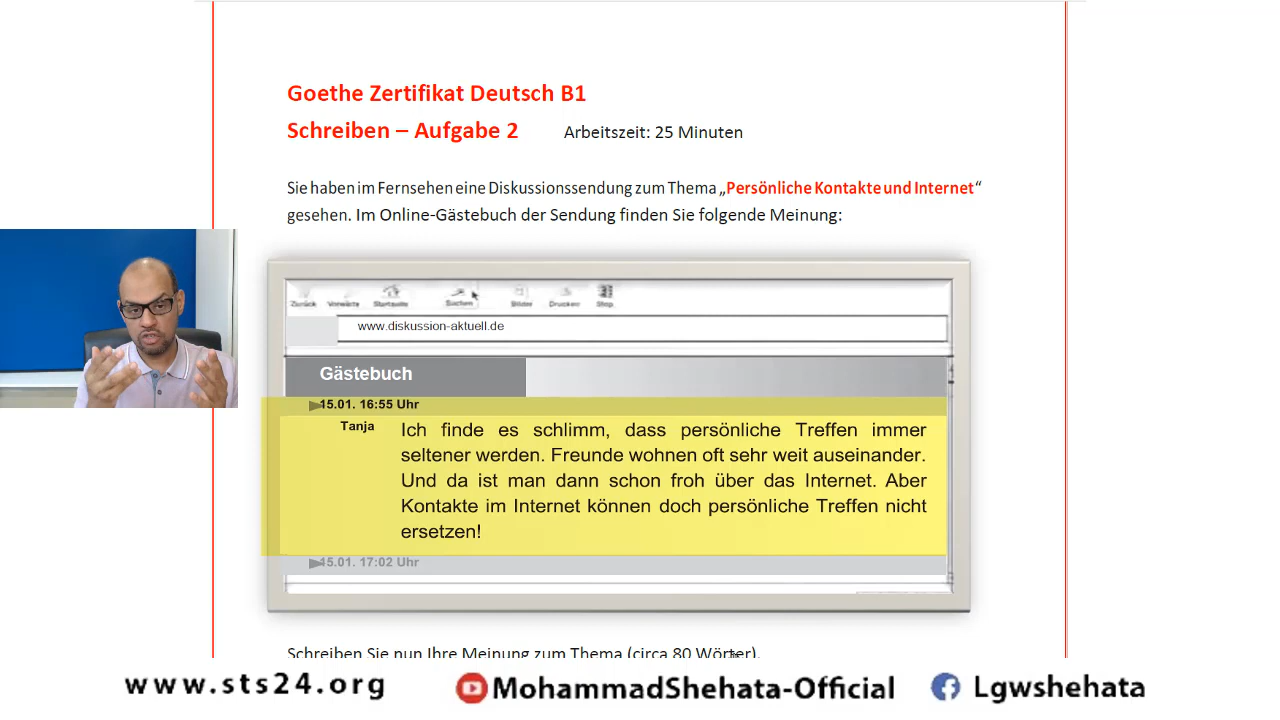 Goethe Zertifikat Deutsch B1
Schreiben – Aufgabe 2 Arbeitszeit: 25 Minuten
Sie haben im Fernsehen eine Diskussionssendung zum Thema „Persönliche Kontakte und Internet“
gesehen. Im Online-Gästebuch der Sendung finden Sie folgende Meinung:
Zurück Vorwärts Startseite Suchen Bilder Drucken Stop
www.diskussion-aktuell.de
Gästebuch
15.01. 16:55 Uhr
Tanja
Ich finde es schlimm, dass persönliche Treffen immer
seltener werden. Freunde wohnen oft sehr weit auseinander.
Und da ist man dann schon froh über das Internet. Aber
Kontakte im Internet können doch persönliche Treffen nicht
ersetzen!
15.01. 17:02 Uhr
Schreiben Sie nun Ihre Meinung zum Thema (circa 80 Wörter).
www.sts24.org MohammadShehata-Official Lgwshehata